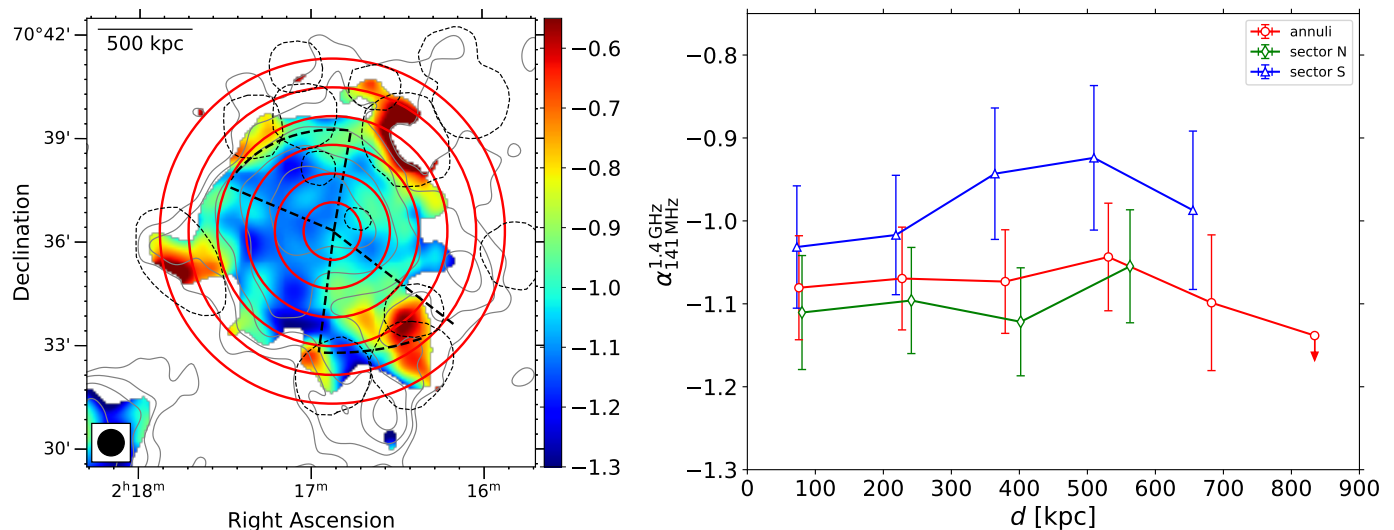 500 kpc
70°42'
39'
36'
33'
30'
Declination
2ʰ18ᵐ
17ᵐ
16ᵐ
Right Ascension
−0.6
−0.7
−0.8
−0.9
−1.0
−1.1
−1.2
−1.3
annuli
sector N
sector S
−0.8
−0.9
−1.0
−1.1
−1.2
−1.3
α 1.4 GHz
141 MHz
0
100
200
300
400
500
600
700
800
900
d [kpc]